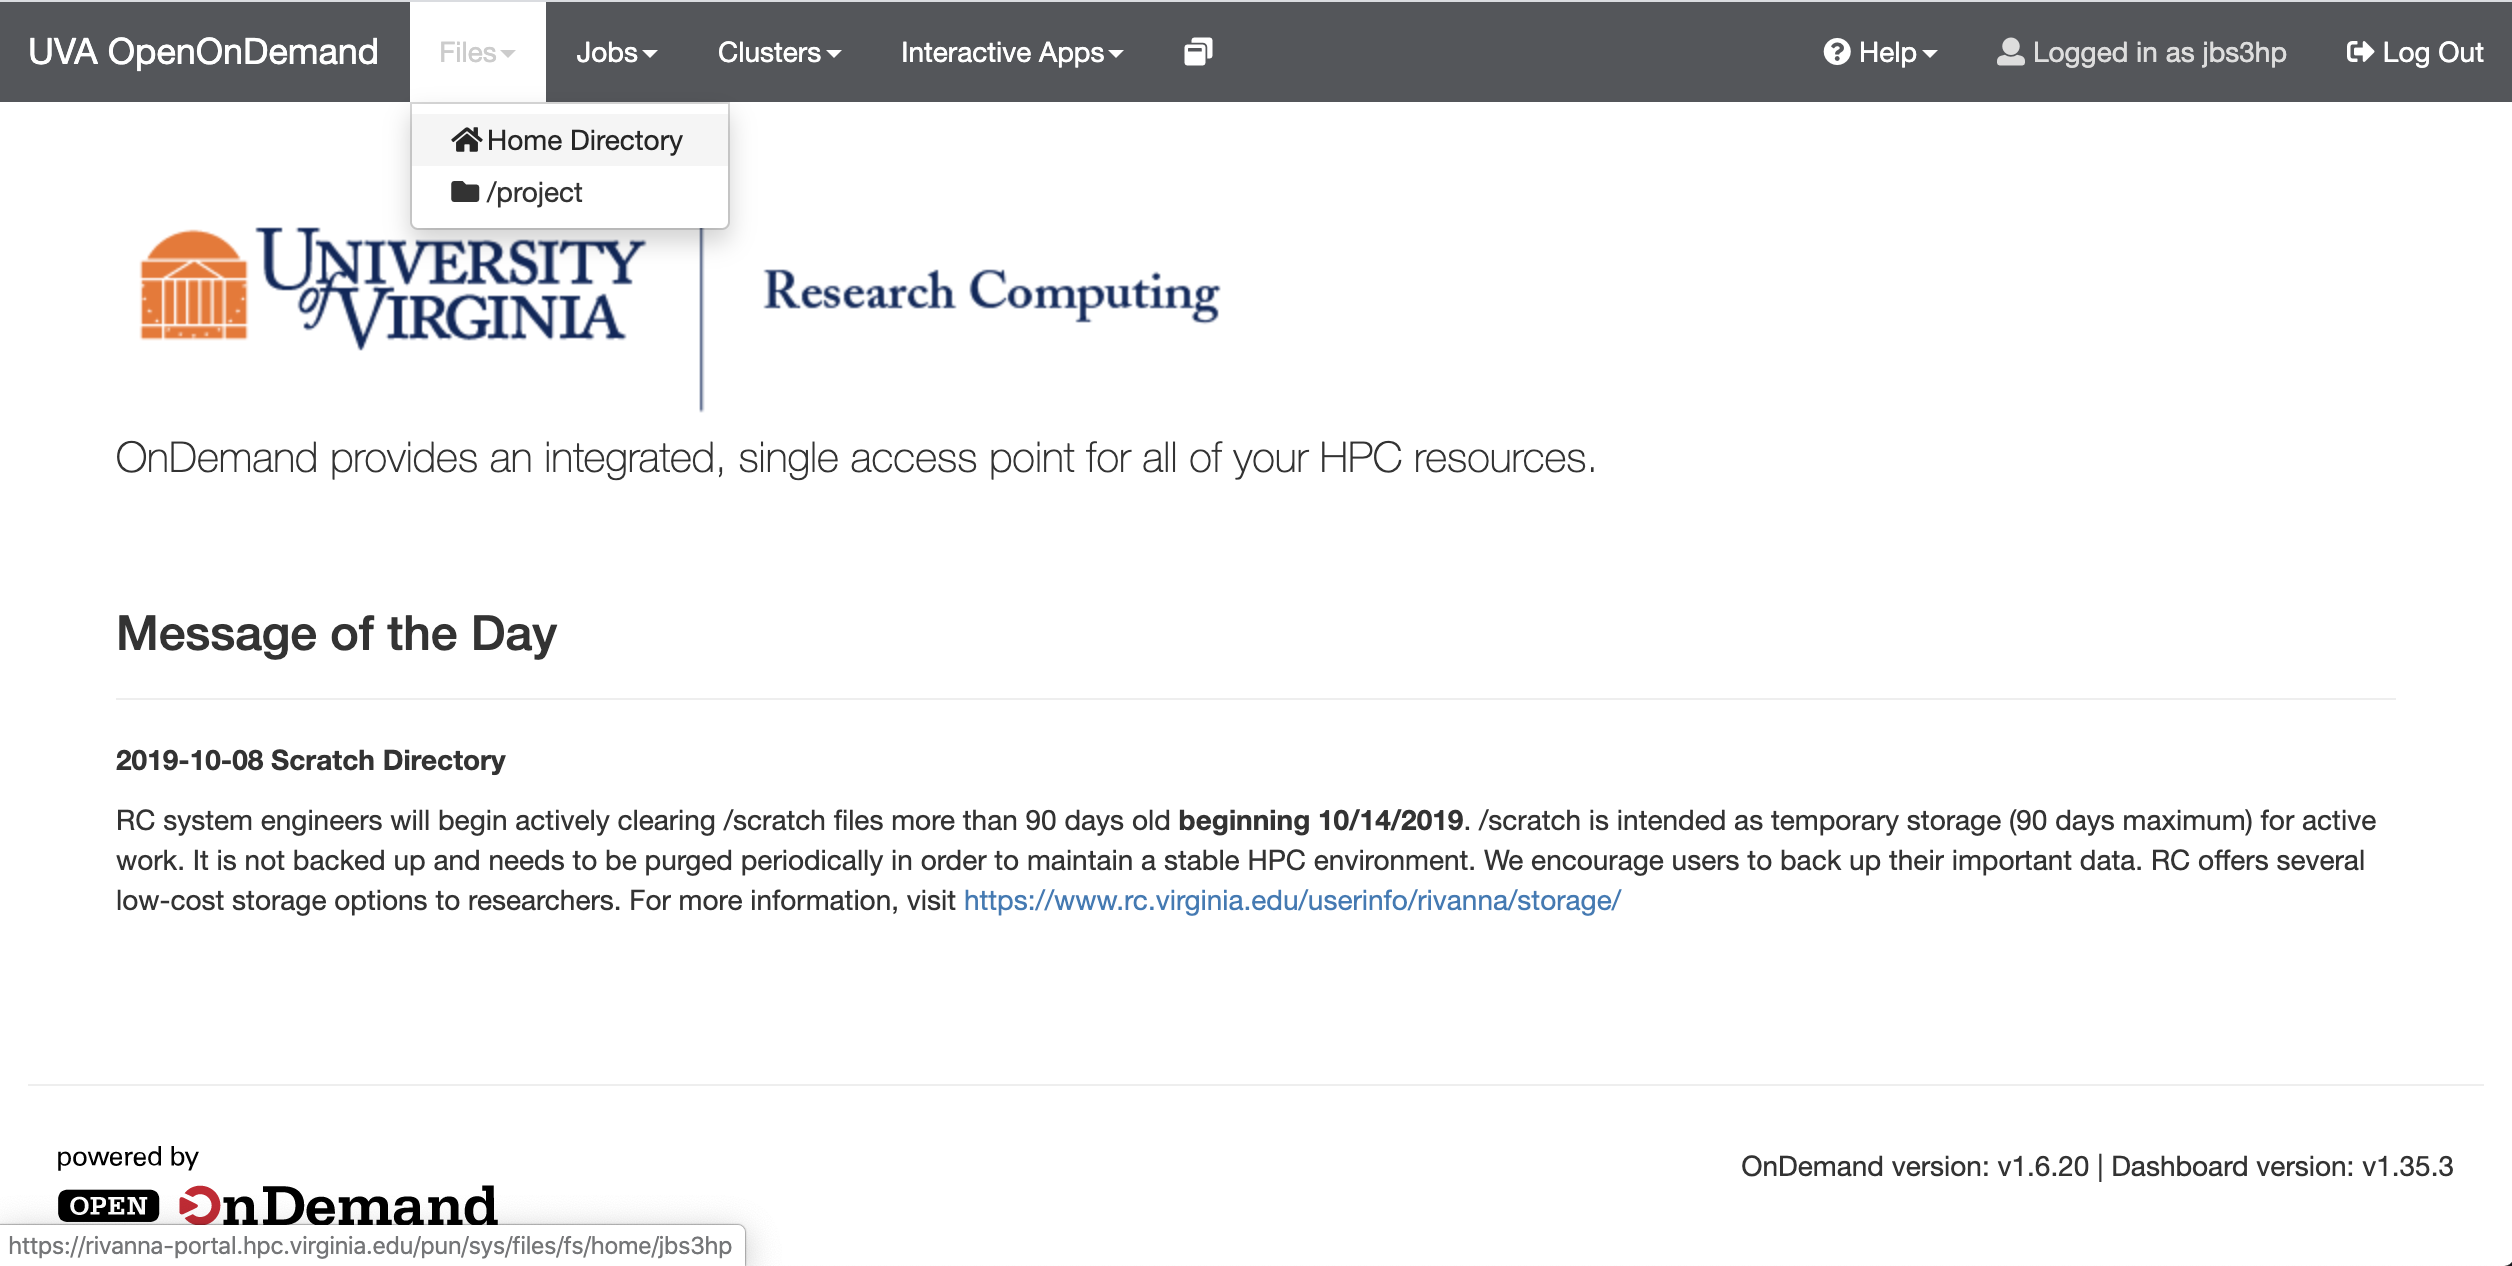 UVA OpenOnDemand Files Jobs Clusters Interactive Apps Help Logged in as jbs3hp Log Out
Home Directory
/project
UNIVERSITY
of VIRGINIA
Research Computing
OnDemand provides an integrated, single access point for all of your HPC resources.
Message of the Day
2019-10-08 Scratch Directory
RC system engineers will begin actively clearing /scratch files more than 90 days old beginning 10/14/2019. /scratch is intended as temporary storage (90 days maximum) for active
work. It is not backed up and needs to be purged periodically in order to maintain a stable HPC environment. We encourage users to back up their important data. RC offers several
low-cost storage options to researchers. For more information, visit https://www.rc.virginia.edu/userinfo/rivanna/storage/
powered by
OPEN OnDemand
OnDemand version: v1.6.20 | Dashboard version: v1.35.3
https://rivanna-portal.hpc.virginia.edu/pun/sys/files/fs/home/jbs3hp